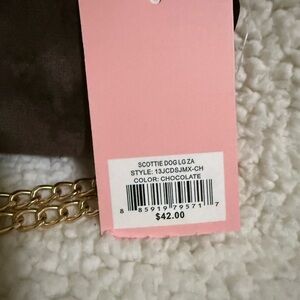 SCOTTIE DOG LG ZA
STYLE: 13JCDSJMX-CH
COLOR: CHOCOLATE
8 85919 79571 7
$42.00